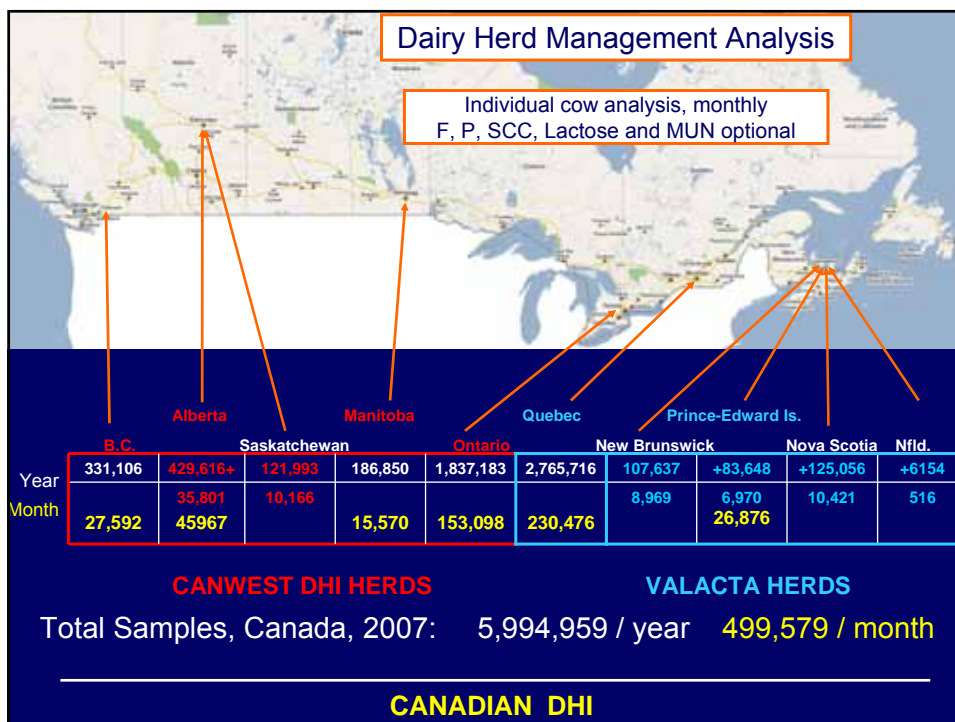 Dairy Herd Management Analysis
Individual cow analysis, monthly
F, P, SCC, Lactose and MUN optional
Alberta Manitoba Quebec Prince-Edward Is.
B.C. Saskatchewan Ontario New Brunswick Nova Scotia Nfld.
Year 331,106 429,616+ 121,993 186,850 1,837,183 2,765,716 107,637 +83,648 +125,056 +6154
35,801 10,166 8,969 6,970 10,421 516
Month 27,592 45967 15,570 153,098 230,476 26,876
CANWEST DHI HERDS VALACTA HERDS
Total Samples, Canada, 2007: 5,994,959 / year 499,579 / month
CANADIAN DHI